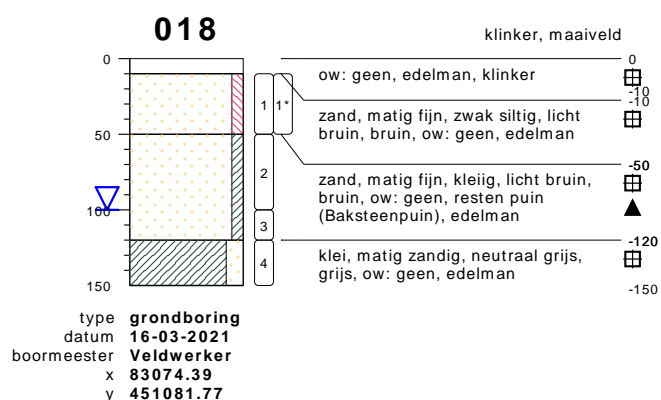 018
klinker, maaiveld
0
0
ow: geen, edelman, klinker
-10
-10
1
1*
zand, matig fijn, zwak siltig, licht
bruin, bruin, ow: geen, edelman
50
-50
2
zand, matig fijn, kleiig, licht bruin,
bruin, ow: geen, resten puin
(Baksteenpuin), edelman
100
3
-120
4
klei, matig zandig, neutraal grijs,
grijs, ow: geen, edelman
150
-150
type grondboring
datum 16-03-2021
boormeester Veldwerker
x 83074.39
y 451081.77